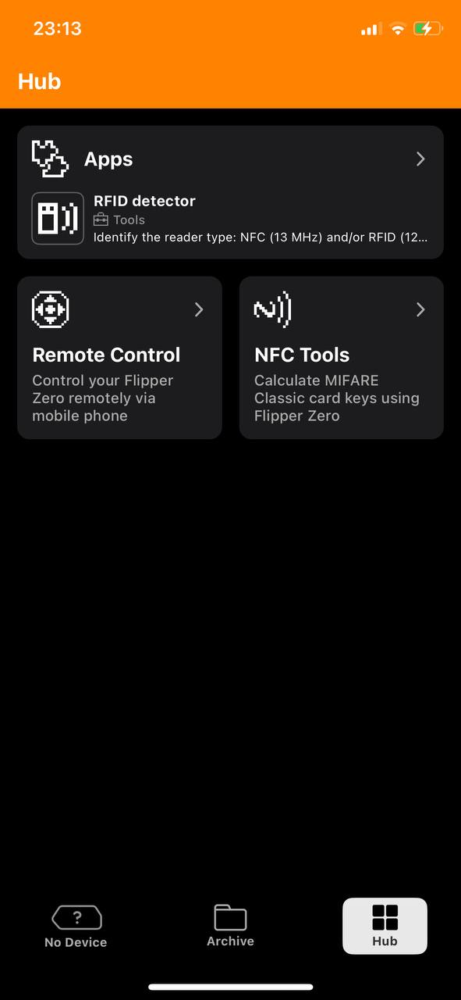 23:13
Hub
Apps
RFID detector
Tools
Identify the reader type: NFC (13 MHz) and/or RFID (12...
Remote Control
Control your Flipper
Zero remotely via
mobile phone
NFC Tools
Calculate MIFARE
Classic card keys using
Flipper Zero
?
No Device
Archive
Hub